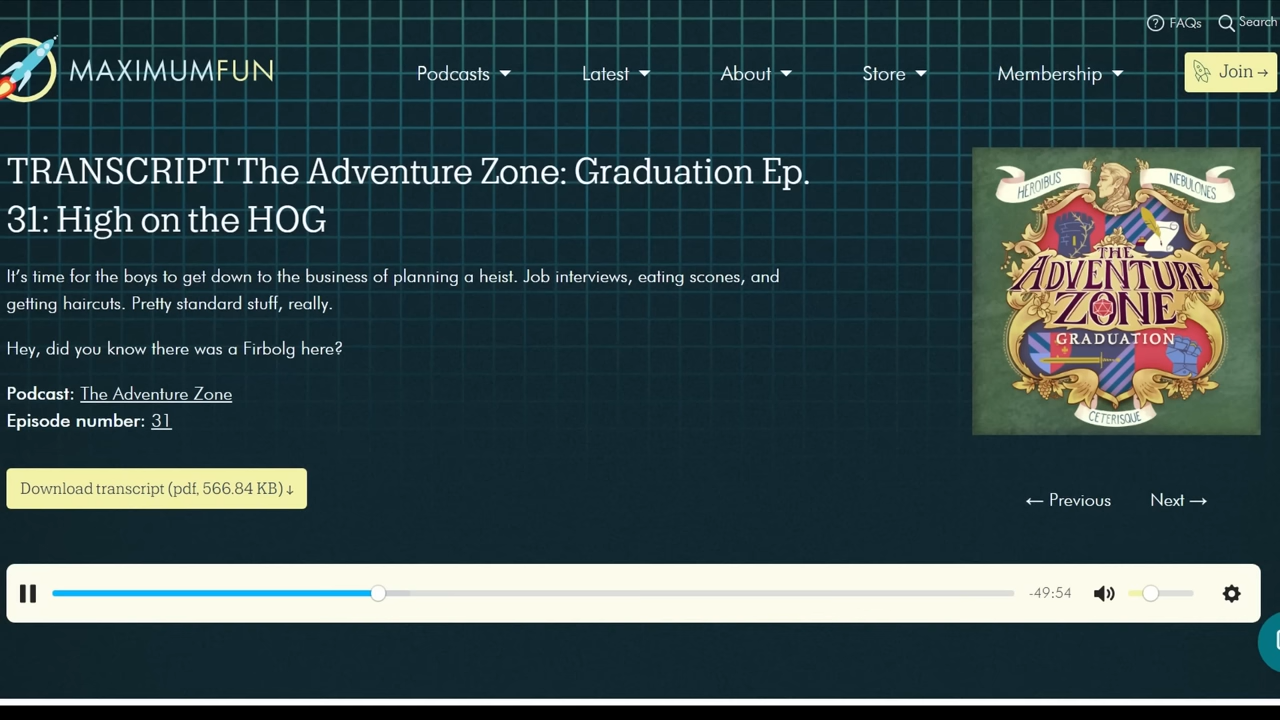 FAQs Search
MAXIMUMFUN
Podcasts Latest About Store Membership Join →
TRANSCRIPT The Adventure Zone: Graduation Ep.
31: High on the HOG
It's time for the boys to get down to the business of planning a heist. Job interviews, eating scones, and
getting haircuts. Pretty standard stuff, really.
Hey, did you know there was a Firbolg here?
Podcast: The Adventure Zone
Episode number: 31
Download transcript (pdf, 566.84 KB) ↓
HEROIBUS NEBULONES
THE
ADVENTURE
ZONE
GRADUATION
CETERISQUE
← Previous Next →
-49:54